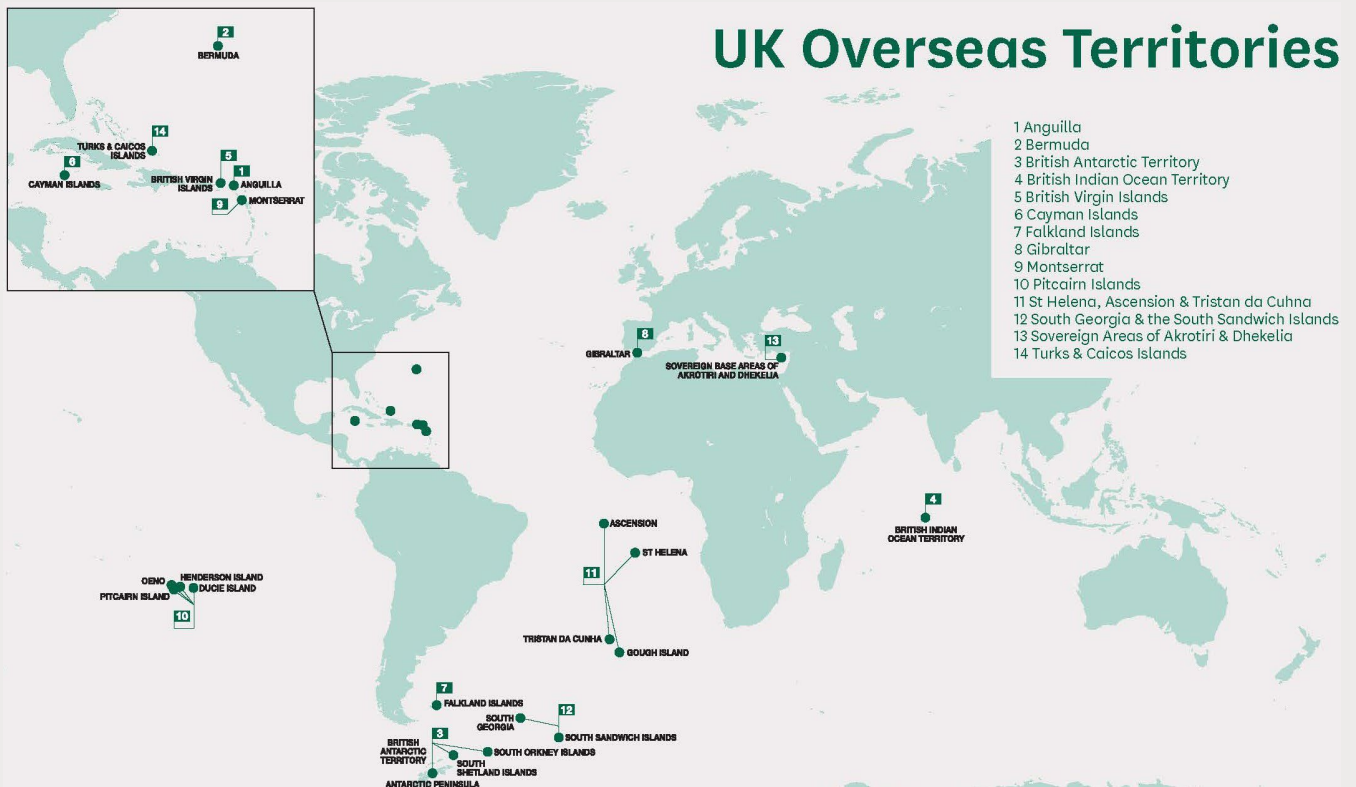 UK Overseas Territories
2
BERMUDA
14
TURKS & CAICOS
ISLANDS
6
CAYMAN ISLANDS
5
BRITISH VIRGIN
ISLANDS
1
ANGUILLA
9
MONTSERRAT
1 Anguilla
2 Bermuda
3 British Antarctic Territory
4 British Indian Ocean Territory
5 British Virgin Islands
6 Cayman Islands
7 Falkland Islands
8 Gibraltar
9 Montserrat
10 Pitcairn Islands
11 St Helena, Ascension & Tristan da Cuhna
12 South Georgia & the South Sandwich Islands
13 Sovereign Areas of Akrotiri & Dhekelia
14 Turks & Caicos Islands
8
GIBRALTAR
13
SOVEREIGN BASE AREAS OF
AKROTIRI AND DHEKELIA
4
BRITISH INDIAN
OCEAN TERRITORY
ASCENSION
ST HELENA
11
TRISTAN DA CUNHA
GOUGH ISLAND
OENO
HENDERSON ISLAND
DUCIE ISLAND
PITCAIRN ISLAND
10
7
FALKLAND ISLANDS
12
SOUTH
GEORGIA
SOUTH SANDWICH ISLANDS
3
BRITISH
ANTARCTIC
TERRITORY
SOUTH ORKNEY ISLANDS
SOUTH
SHETLAND ISLANDS
ANTARCTIC PENINSULA